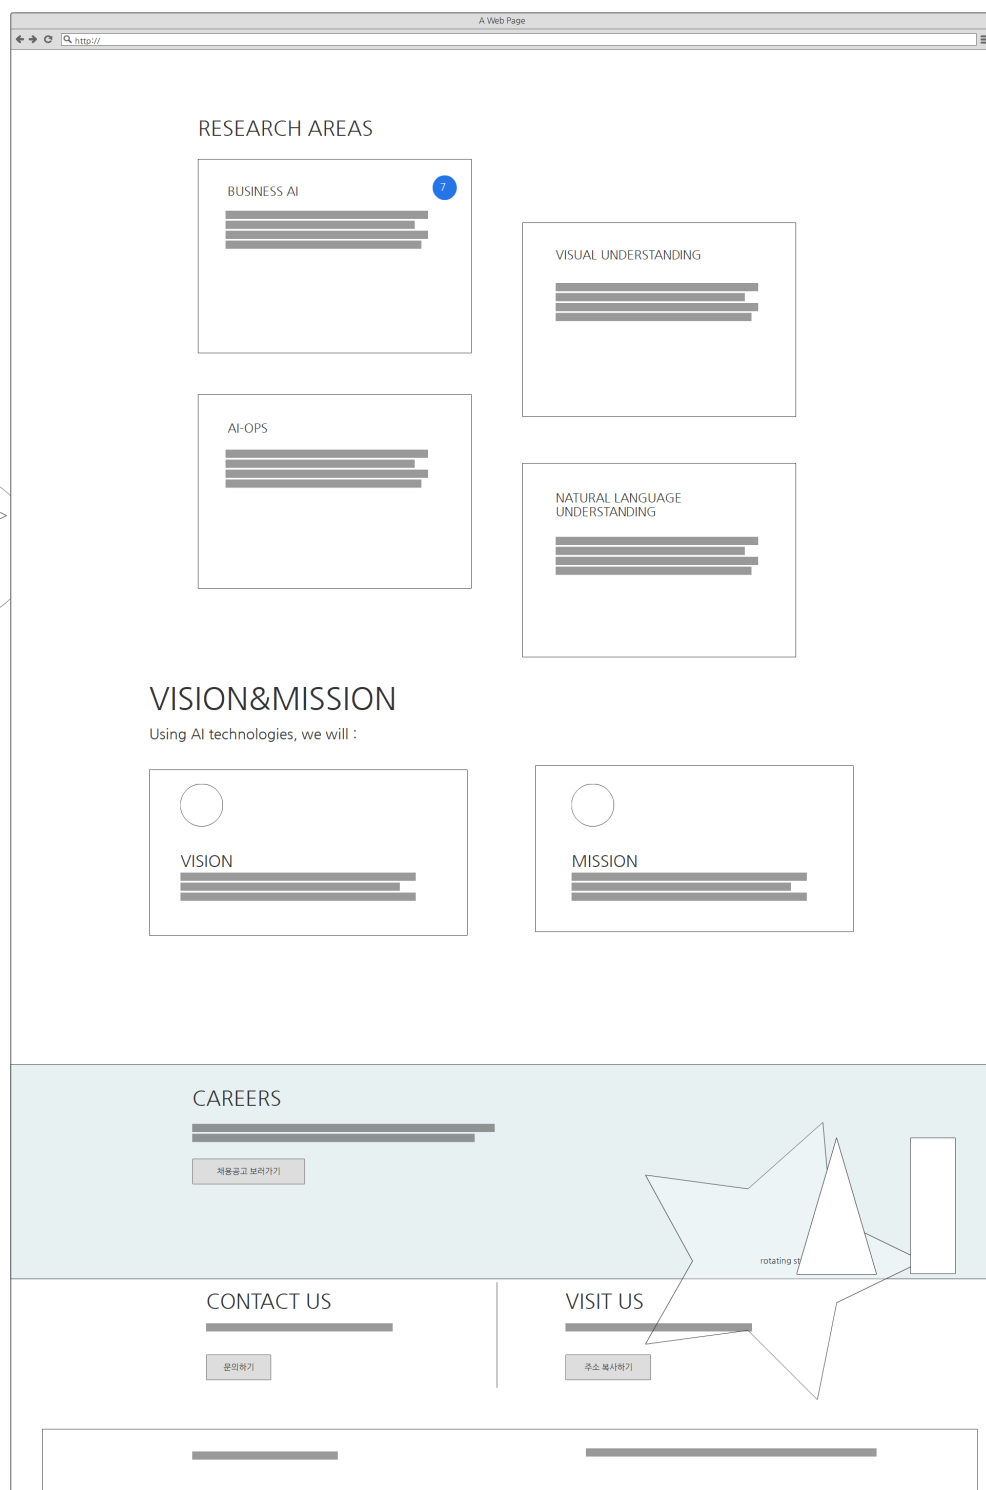 A Web Page
http://
RESEARCH AREAS
BUSINESS AI
7
VISUAL UNDERSTANDING
AI-OPS
NATURAL LANGUAGE
UNDERSTANDING
VISION&MISSION
Using AI technologies, we will :
VISION
MISSION
CAREERS
채용공고 보러가기
rotating st
CONTACT US
VISIT US
문의하기
주소 복사하기